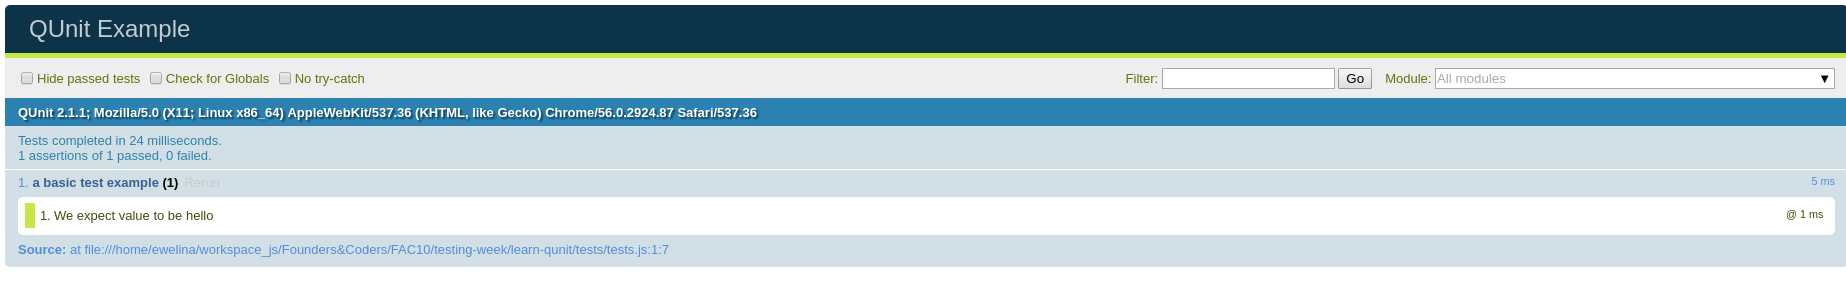 QUnit Example
Hide passed tests Check for Globals No try-catch Filter: Go Module: All modules ▼
QUnit 2.1.1; Mozilla/5.0 (X11; Linux x86_64) AppleWebKit/537.36 (KHTML, like Gecko) Chrome/56.0.2924.87 Safari/537.36
Tests completed in 24 milliseconds.
1 assertions of 1 passed, 0 failed.
1. a basic test example (1) Rerun 5 ms
1. We expect value to be hello @ 1 ms
Source: at file:///home/ewelina/workspace_js/Founders&Coders/FAC10/testing-week/learn-qunit/tests/tests.js:1:7